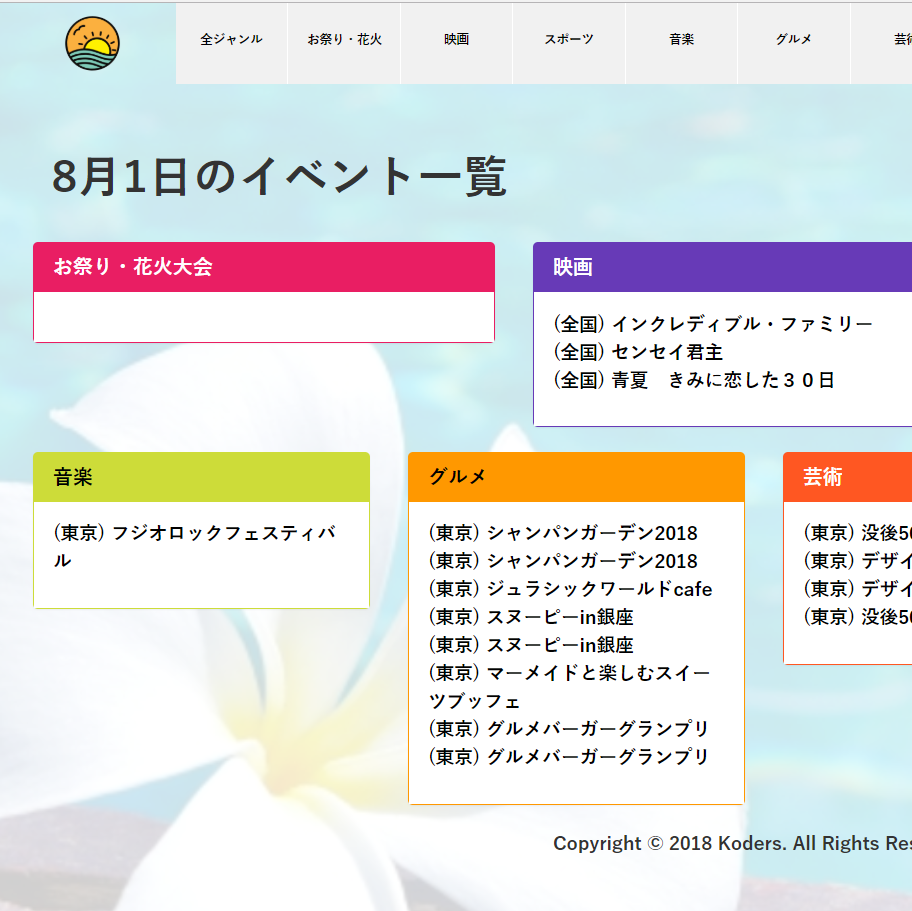 全ジャンル お祭り・花火 映画 スポーツ 音楽 グルメ 芸術
8月1日のイベント一覧
お祭り・花火大会
映画
(全国) インクレディブル・ファミリー
(全国) センセイ君主
(全国) 青夏　きみに恋した３０日
音楽
(東京) フジオロックフェスティバ
ル
グルメ
(東京) シャンパンガーデン2018
(東京) シャンパンガーデン2018
(東京) ジュラシックワールドcafe
(東京) スヌーピーin銀座
(東京) スヌーピーin銀座
(東京) マーメイドと楽しむスイー
ツブッフェ
(東京) グルメバーガーグランプリ
(東京) グルメバーガーグランプリ
芸術
(東京) 没後50
(東京) デザイ
(東京) デザイ
(東京) 没後50
Copyright © 2018 Koders. All Rights Res